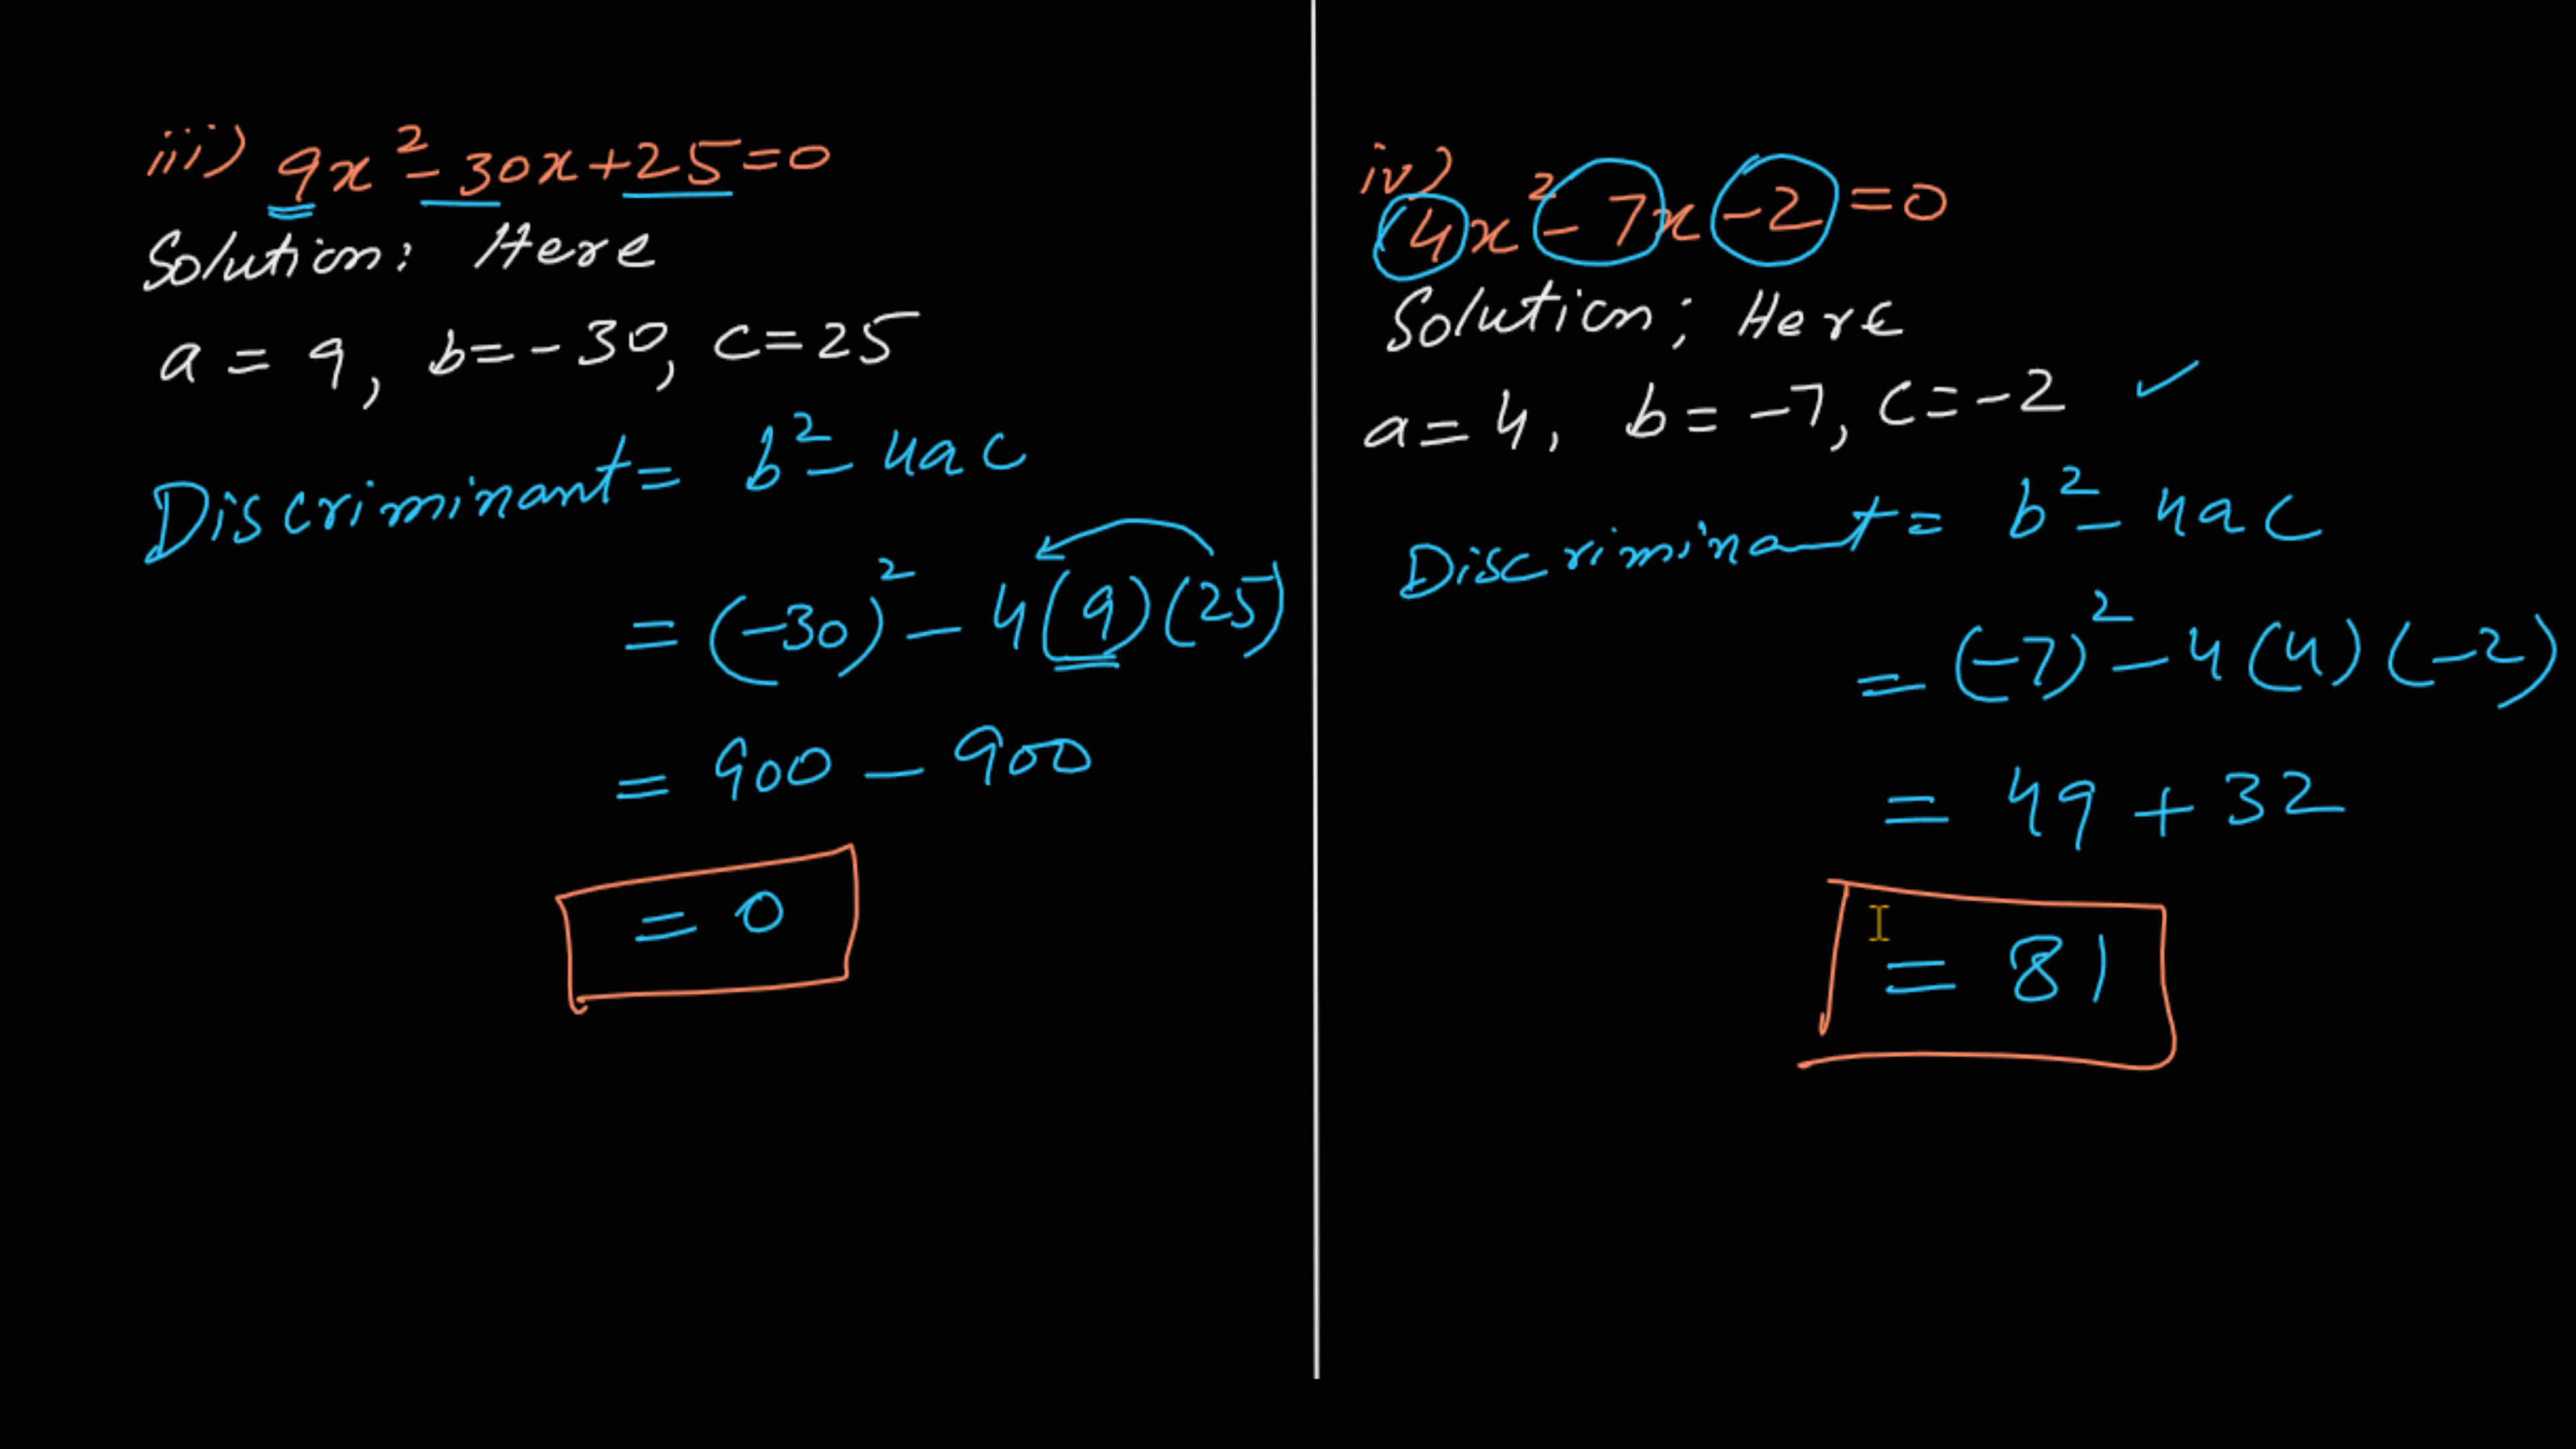 iii) 9x²-30x+25=0
Solution: Here
a = 9, b=-30, c=25
Discriminant= b²-4ac
= (-30)² - 4(9)(25)
= 900 - 900
= 0
iv) 4x²-7x-2=0
Solution; Here
a=4, b=-7, c=-2 ✓
Discriminant= b²-4ac
= (-7)²-4(4)(-2)
= 49+32
= 81